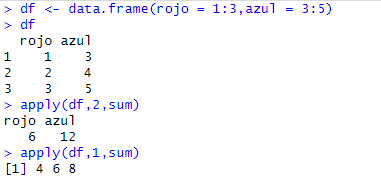 > df <- data.frame(rojo = 1:3,azul = 3:5)
> df
  rojo azul
1    1    3
2    2    4
3    3    5
> apply(df,2,sum)
rojo azul
   6   12
> apply(df,1,sum)
[1] 4 6 8